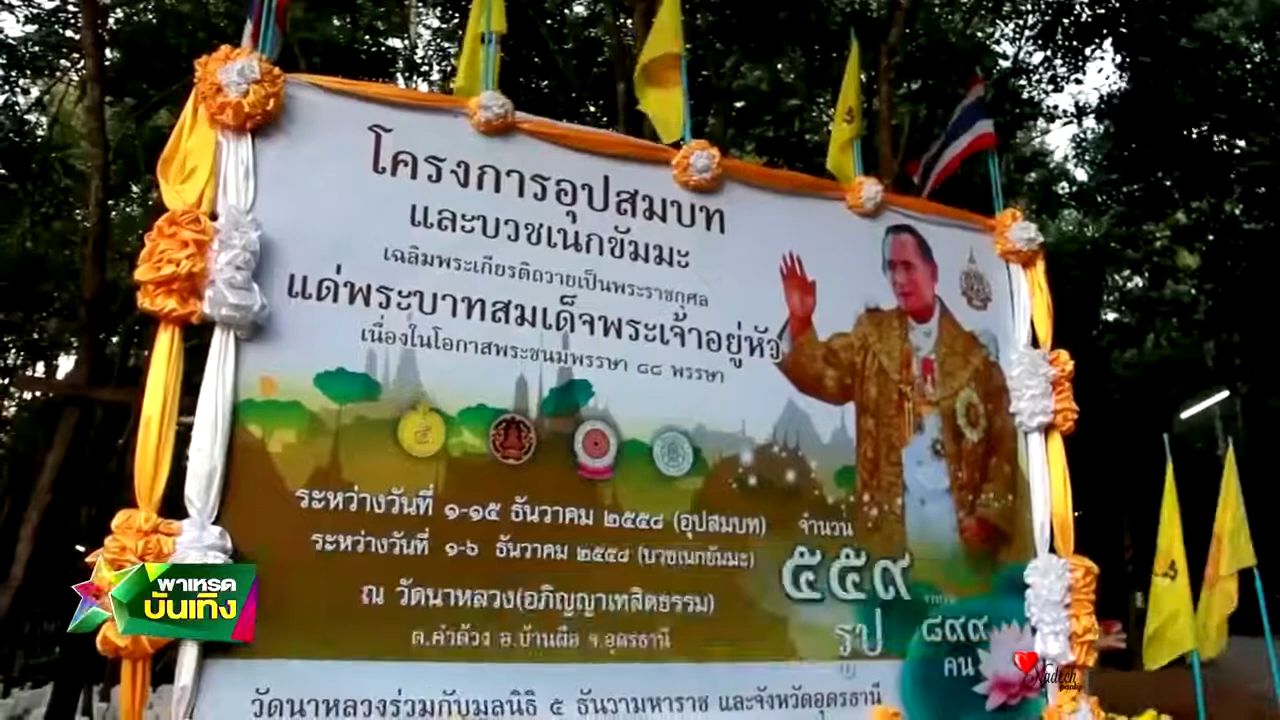 โครงการอุปสมบท
และบวชเนกขัมมะ
เฉลิมพระเกียรติถวายเป็นพระราชกุศล
แด่พระบาทสมเด็จพระเจ้าอยู่หัว
เนื่องในโอกาสพระชนมพรรษา ๘๘ พรรษา
ระหว่างวันที่ ๑-๑๕ ธันวาคม ๒๕๕๘ (อุปสมบท)
ระหว่างวันที่ ๑-๖ ธันวาคม ๒๕๕๘ (บวชเนกขัมมะ)
ณ วัดนาหลวง(อภิญญาเทสิตธรรม)
ต.คำด้วง อ.บ้านผือ จ.อุดรธานี
จำนวน
๕๕๙
รูป
๘๙๙
คน
วัดนาหลวงร่วมกับมูลนิธิ ๕ ธันวามหาราช และจังหวัดอุดรธานี
พาเหรด
บันเทิง
Nadech